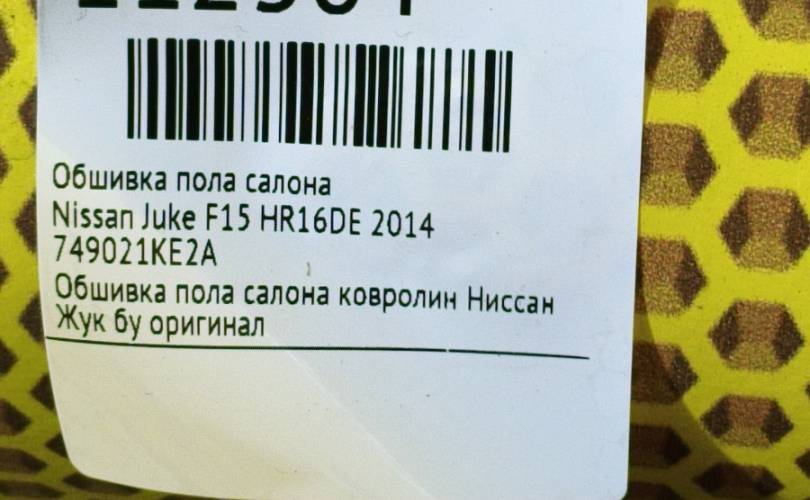 Обшивка пола салона
Nissan Juke F15 HR16DE 2014
749021KE2A
Обшивка пола салона ковролин Ниссан
Жук бу оригинал